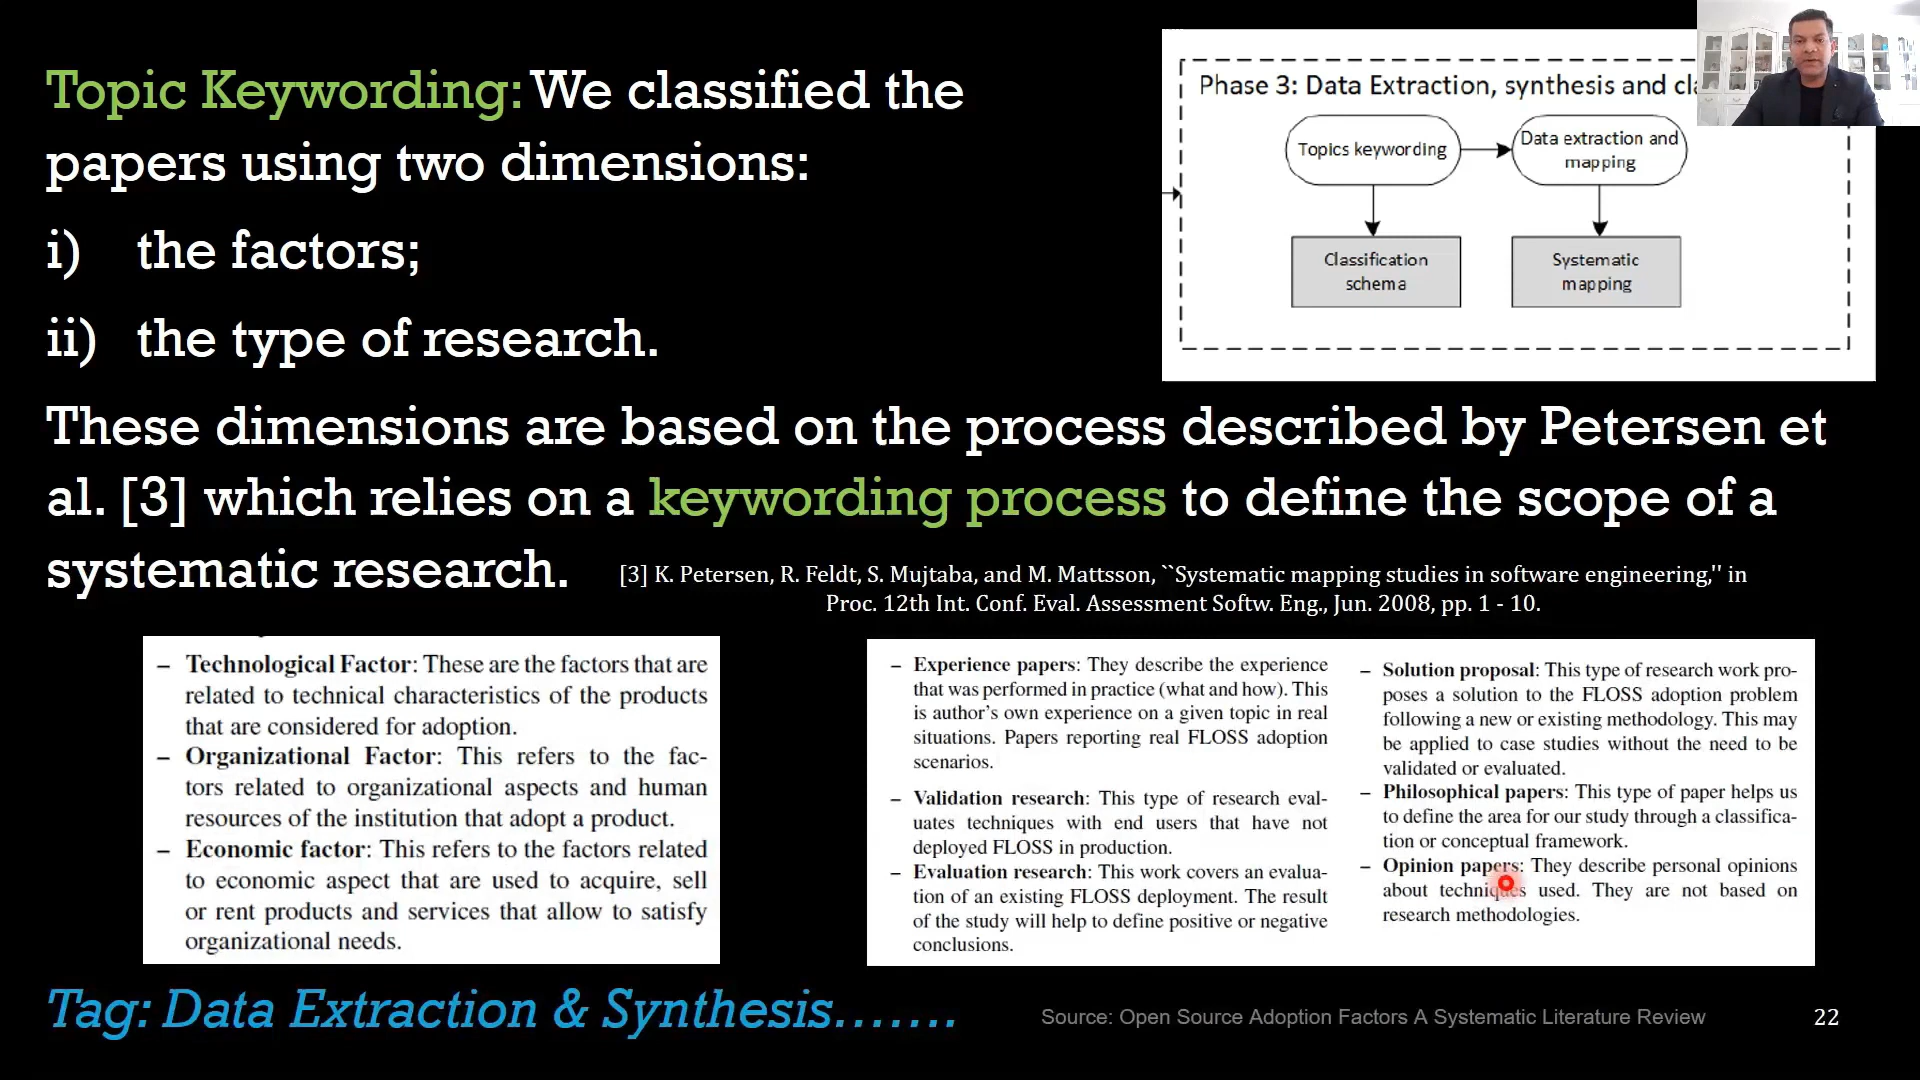 Topic Keywording: We classified the
papers using two dimensions:
i) the factors;
ii) the type of research.
These dimensions are based on the process described by Petersen et
al. [3] which relies on a keywording process to define the scope of a
systematic research.
[3] K. Petersen, R. Feldt, S. Mujtaba, and M. Mattsson, ``Systematic mapping studies in software engineering,'' in
Proc. 12th Int. Conf. Eval. Assessment Softw. Eng., Jun. 2008, pp. 1 - 10.
Phase 3: Data Extraction, synthesis and
Topics keywording
Data extraction and
mapping
Classification
schema
Systematic
mapping
– Technological Factor: These are the factors that are
related to technical characteristics of the products
that are considered for adoption.
– Organizational Factor: This refers to the fac-
tors related to organizational aspects and human
resources of the institution that adopt a product.
– Economic factor: This refers to the factors related
to economic aspect that are used to acquire, sell
or rent products and services that allow to satisfy
organizational needs.
– Experience papers: They describe the experience
that was performed in practice (what and how). This
is author's own experience on a given topic in real
situations. Papers reporting real FLOSS adoption
scenarios.
– Validation research: This type of research eval-
uates techniques with end users that have not
deployed FLOSS in production.
– Evaluation research: This work covers an evalua-
tion of an existing FLOSS deployment. The result
of the study will help to define positive or negative
conclusions.
– Solution proposal: This type of research work pro-
poses a solution to the FLOSS adoption problem
following a new or existing methodology. This may
be applied to case studies without the need to be
validated or evaluated.
– Philosophical papers: This type of paper helps us
to define the area for our study through a classifica-
tion or conceptual framework.
– Opinion papers: They describe personal opinions
about techniques used. They are not based on
research methodologies.
Tag: Data Extraction & Synthesis.......
Source: Open Source Adoption Factors A Systematic Literature Review
22